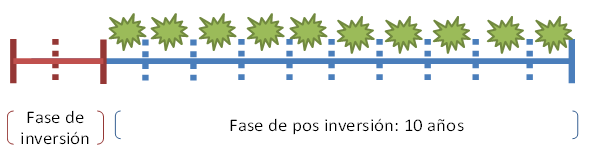 Fase de
inversión
Fase de pos inversión: 10 años